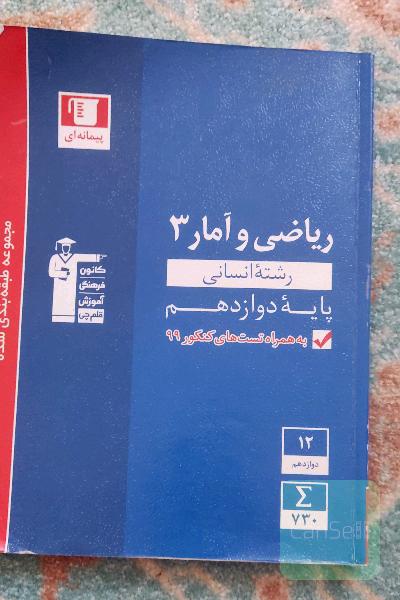 پیمانه‌ای
ریاضی و آمار ۳
رشتهٔ انسانی
پایهٔ دوازدهم
به همراه تست‌های کنکور ۹۹
کانون
فرهنگی
آموزش
قلم‌چی
۱۲
دوازدهم
Σ
۷۳۰
مجموعه طبقه‌بندی شده